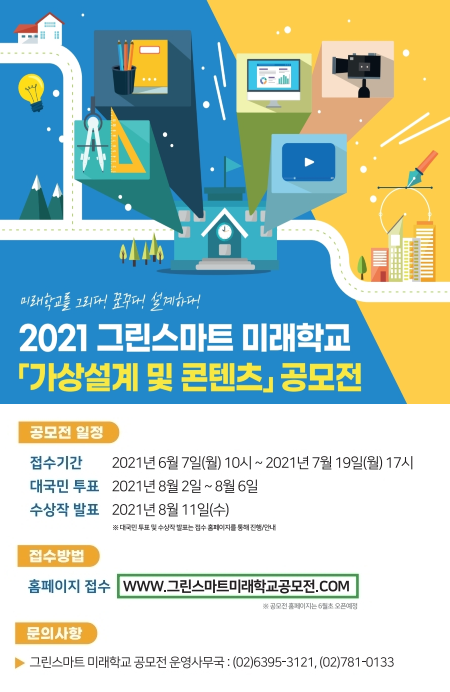 미래학교를 그리다! 꿈꾸다! 설계하다!
2021 그린스마트 미래학교
「가상설계 및 콘텐츠」 공모전
공모전 일정
접수기간 2021년 6월 7일(월) 10시 ~ 2021년 7월 19일(월) 17시
대국민 투표 2021년 8월 2일 ~ 8월 6일
수상작 발표 2021년 8월 11일(수)
※ 대국민 투표 및 수상작 발표는 접수 홈페이지를 통해 진행/안내
접수방법
홈페이지 접수 WWW.그린스마트미래학교공모전.COM
※ 공모전 홈페이지는 6월초 오픈예정
문의사항
▶ 그린스마트 미래학교 공모전 운영사무국 : (02)6395-3121, (02)781-0133